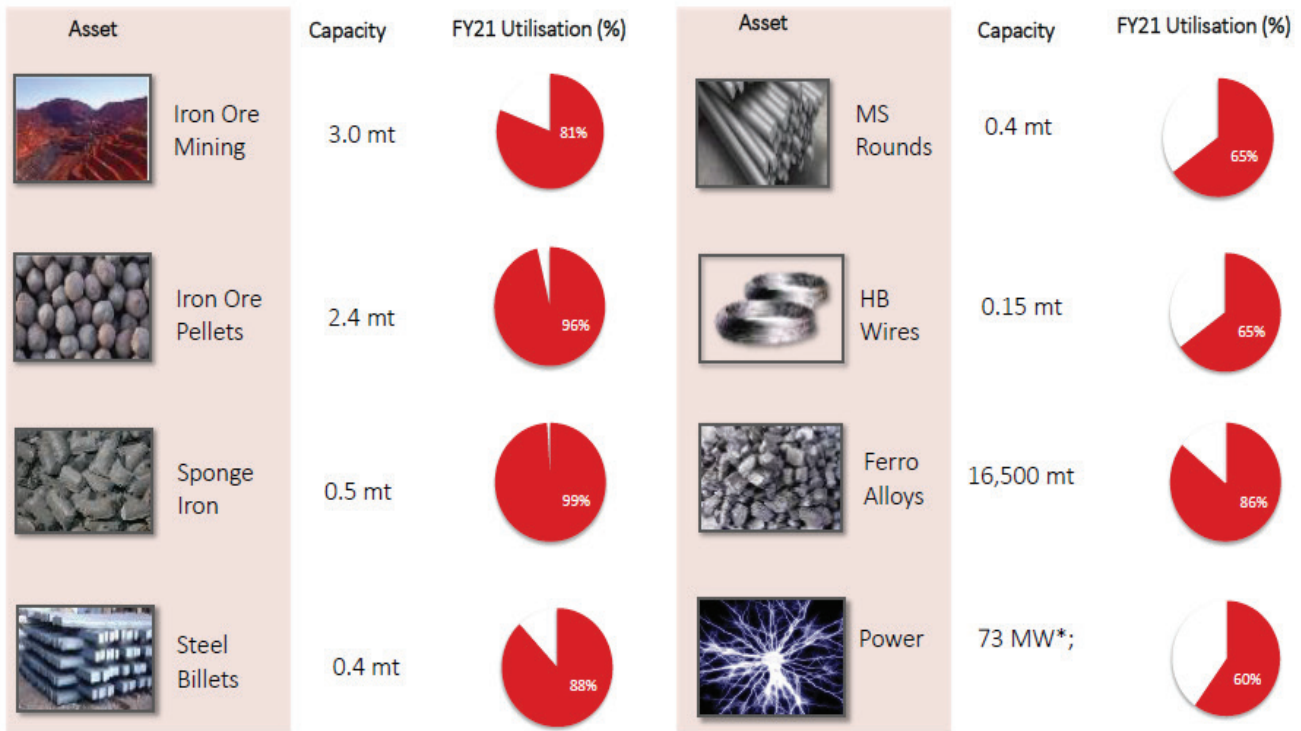 Asset
Capacity
FY21 Utilisation (%)
Iron Ore
Mining
3.0 mt
81%
Iron Ore
Pellets
2.4 mt
96%
Sponge
Iron
0.5 mt
99%
Steel
Billets
0.4 mt
88%
Asset
Capacity
FY21 Utilisation (%)
MS
Rounds
0.4 mt
65%
HB
Wires
0.15 mt
65%
Ferro
Alloys
16,500 mt
86%
Power
73 MW*;
60%